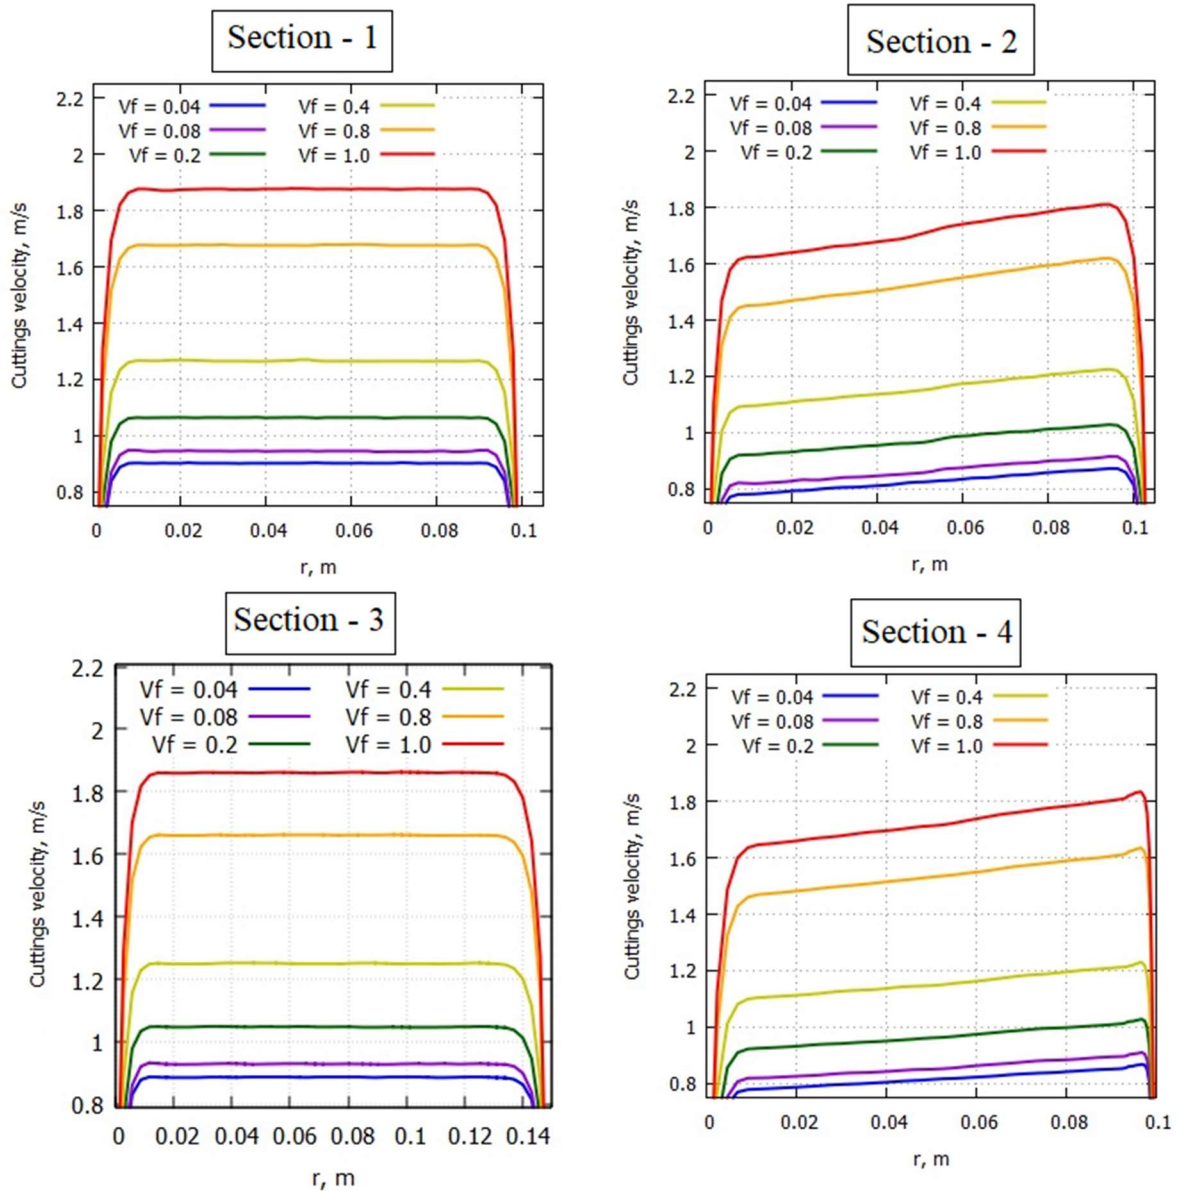 Section - 1
Vf = 0.04 Vf = 0.4
Vf = 0.08 Vf = 0.8
Vf = 0.2 Vf = 1.0
2.2
2
1.8
1.6
1.4
1.2
1
0.8
Cuttings velocity, m/s
0 0.02 0.04 0.06 0.08 0.1
r, m
Section - 2
Vf = 0.04 Vf = 0.4
Vf = 0.08 Vf = 0.8
Vf = 0.2 Vf = 1.0
2.2
2
1.8
1.6
1.4
1.2
1
0.8
Cuttings velocity, m/s
0 0.02 0.04 0.06 0.08 0.1
r, m
Section - 3
Vf = 0.04 Vf = 0.4
Vf = 0.08 Vf = 0.8
Vf = 0.2 Vf = 1.0
2.2
2
1.8
1.6
1.4
1.2
1
0.8
Cuttings velocity, m/s
0 0.02 0.04 0.06 0.08 0.1 0.12 0.14
r, m
Section - 4
Vf = 0.04 Vf = 0.4
Vf = 0.08 Vf = 0.8
Vf = 0.2 Vf = 1.0
2.2
2
1.8
1.6
1.4
1.2
1
0.8
Cuttings velocity, m/s
0 0.02 0.04 0.06 0.08 0.1
r, m